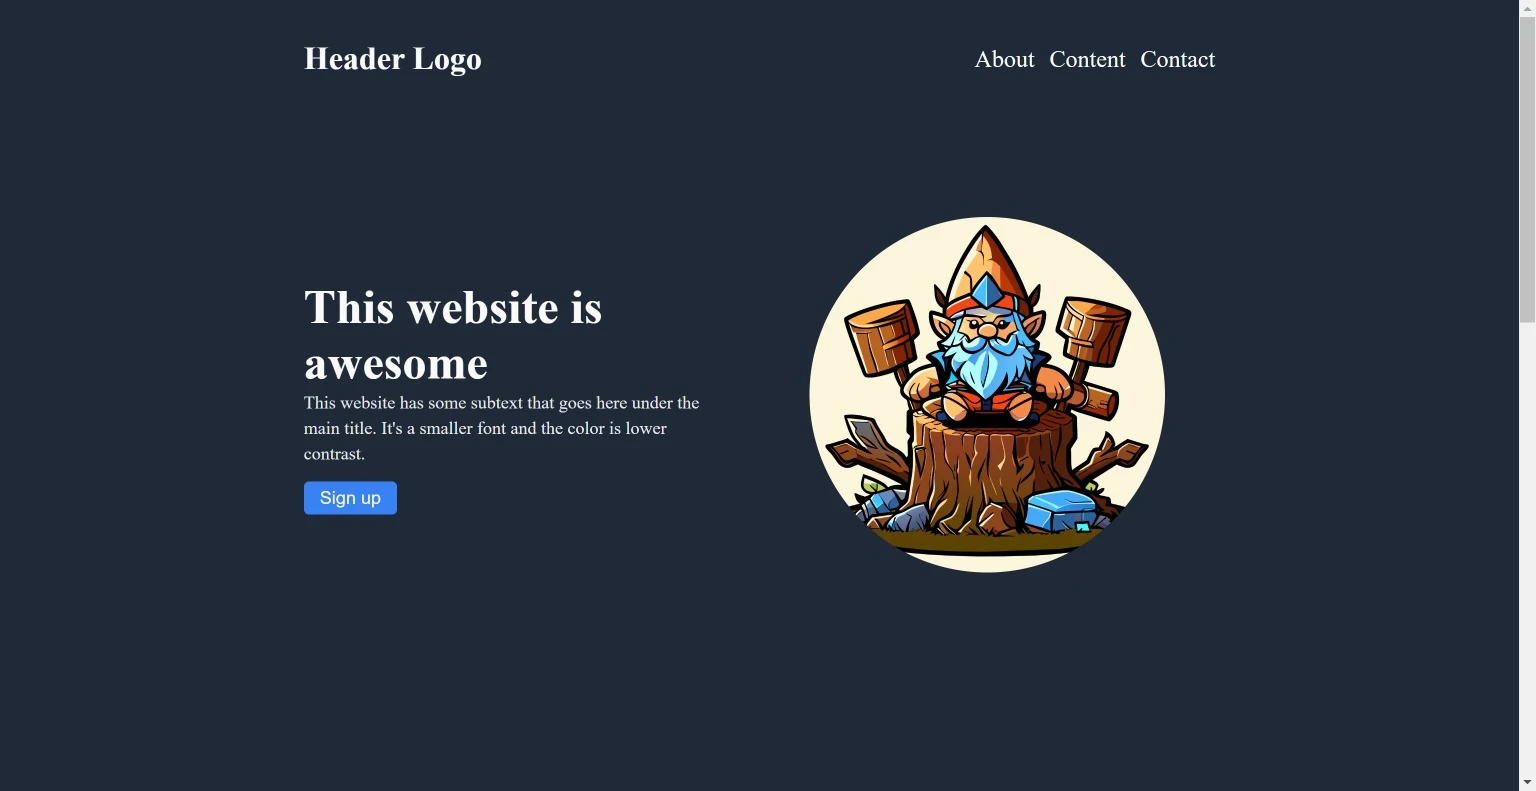 Header Logo
About Content Contact
This website is
awesome
This website has some subtext that goes here under the
main title. It's a smaller font and the color is lower
contrast.
Sign up